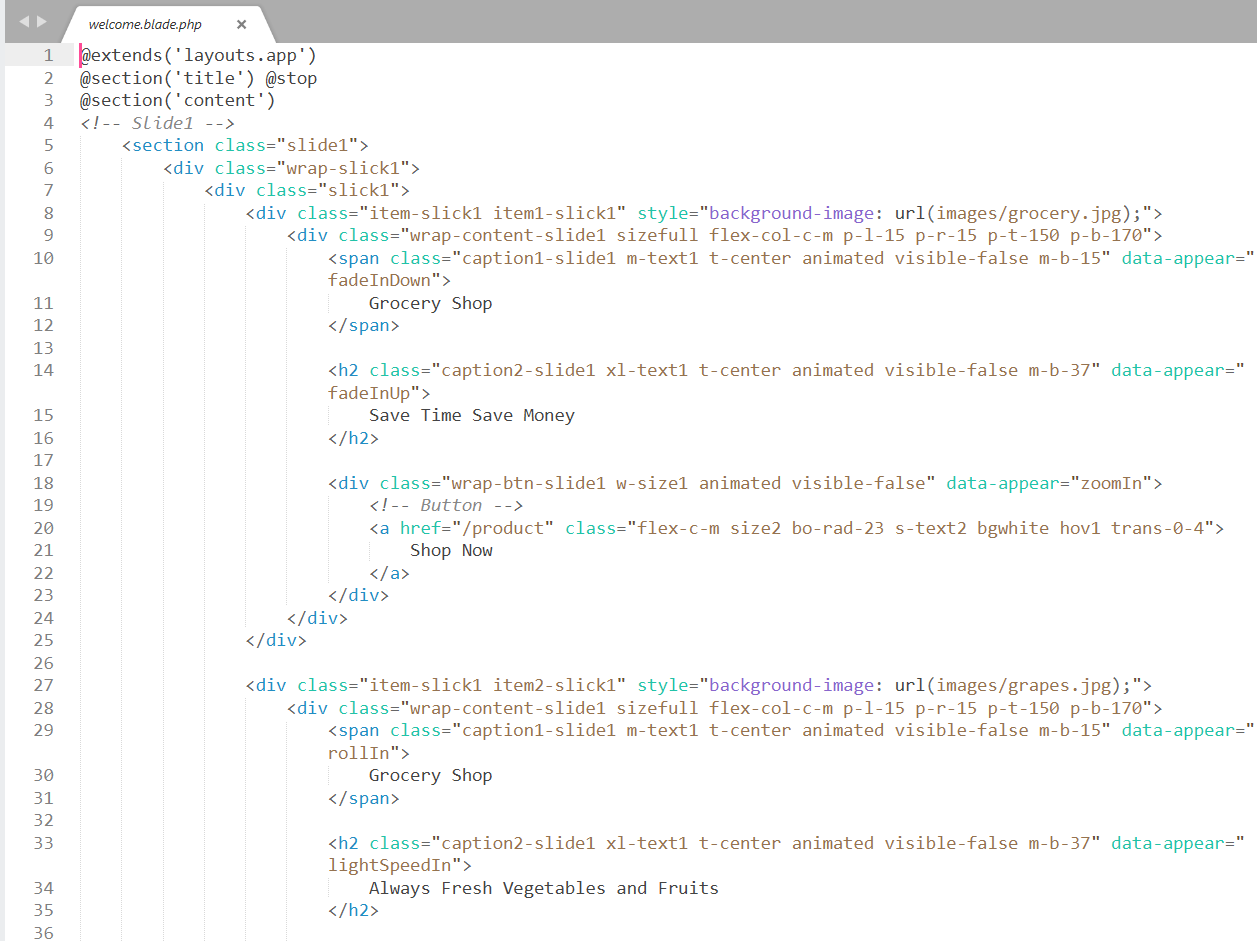 welcome.blade.php ×
1 @extends('layouts.app')
2 @section('title') @stop
3 @section('content')
4 <!-- Slide1 -->
5 <section class="slide1">
6 <div class="wrap-slick1">
7 <div class="slick1">
8 <div class="item-slick1 item1-slick1" style="background-image: url(images/grocery.jpg);">
9 <div class="wrap-content-slide1 sizefull flex-col-c-m p-l-15 p-r-15 p-t-150 p-b-170">
10 <span class="caption1-slide1 m-text1 t-center animated visible-false m-b-15" data-appear="
fadeInDown">
11 Grocery Shop
12 </span>
13
14 <h2 class="caption2-slide1 xl-text1 t-center animated visible-false m-b-37" data-appear="
fadeInUp">
15 Save Time Save Money
16 </h2>
17
18 <div class="wrap-btn-slide1 w-size1 animated visible-false" data-appear="zoomIn">
19 <!-- Button -->
20 <a href="/product" class="flex-c-m size2 bo-rad-23 s-text2 bgwhite hov1 trans-0-4">
21 Shop Now
22 </a>
23 </div>
24 </div>
25 </div>
26
27 <div class="item-slick1 item2-slick1" style="background-image: url(images/grapes.jpg);">
28 <div class="wrap-content-slide1 sizefull flex-col-c-m p-l-15 p-r-15 p-t-150 p-b-170">
29 <span class="caption1-slide1 m-text1 t-center animated visible-false m-b-15" data-appear="
rollIn">
30 Grocery Shop
31 </span>
32
33 <h2 class="caption2-slide1 xl-text1 t-center animated visible-false m-b-37" data-appear="
lightSpeedIn">
34 Always Fresh Vegetables and Fruits
35 </h2>
36